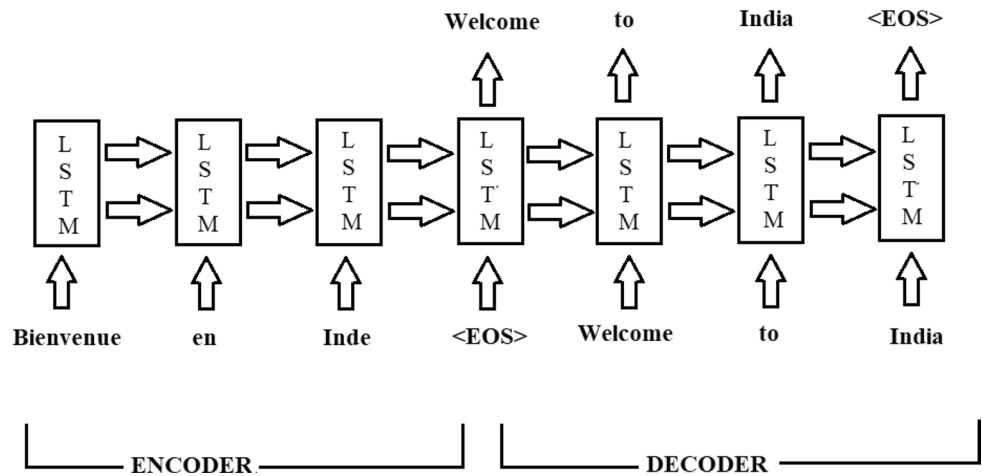 Welcome to India <EOS>
L L L L L L L
S S S S S S S
T T T T T T T
M M M M M M M
Bienvenue en Inde <EOS> Welcome to India
ENCODER DECODER